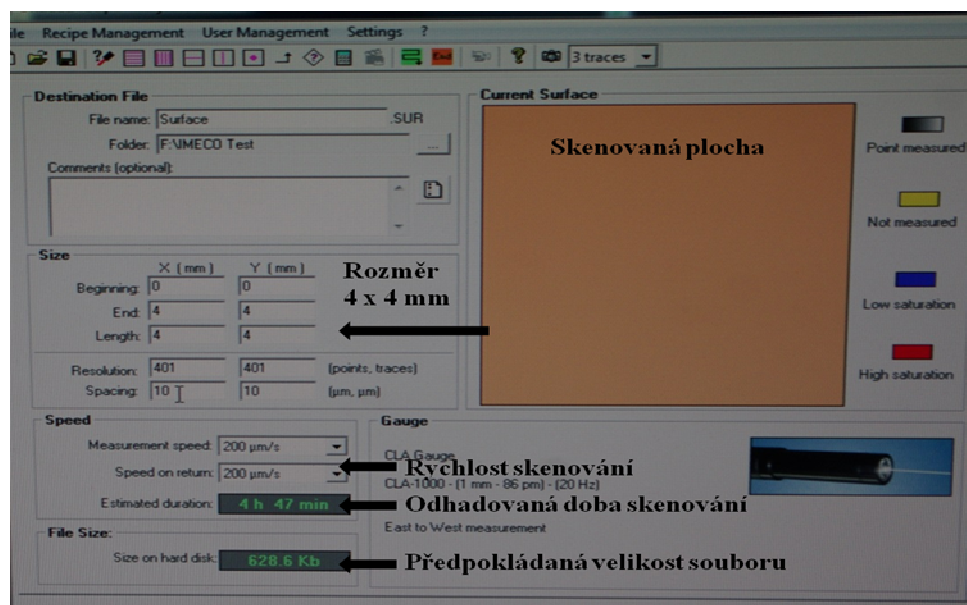 Recipe Management User Management Settings ?
3 traces
Destination File
File name: Surface .SUR
Folder: F:\IMECO Test ...
Comments (optional):
Size
X (mm) Y (mm)
Beginning: 0 0
End: 4 4
Length: 4 4
Resolution: 401 401 (points, traces)
Spacing: 10 10 (µm, µm)
Rozměr
4 x 4 mm
Current Surface
Skenovaná plocha
Point measured
Not measured
Low saturation
High saturation
Speed
Measurement speed: 200 µm/s
Speed on return: 200 µm/s
Estimated duration: 4 h 47 min
Rychlost skenování
Odhadovaná doba skenování
File Size:
Size on hard disk: 628.6 Kb
Předpokládaná velikost souboru
Gauge
CLA Gauge
CLA-1000 - (1 mm - 86 pm) - (20 Hz)
East to West measurement